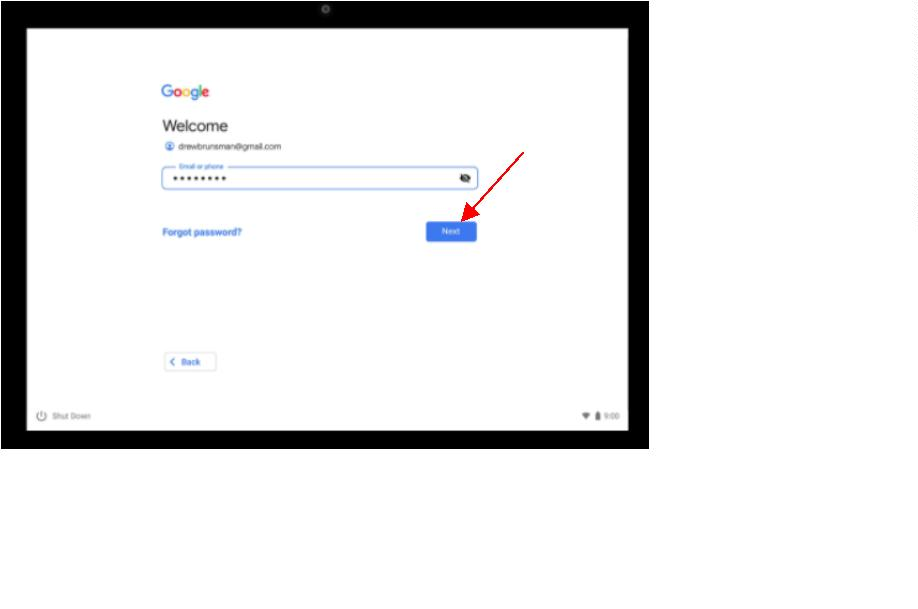 Google
Welcome
drewbrunsman@gmail.com
Email or phone
••••••••
Forgot password?
Next
Back
Shut Down
9:00